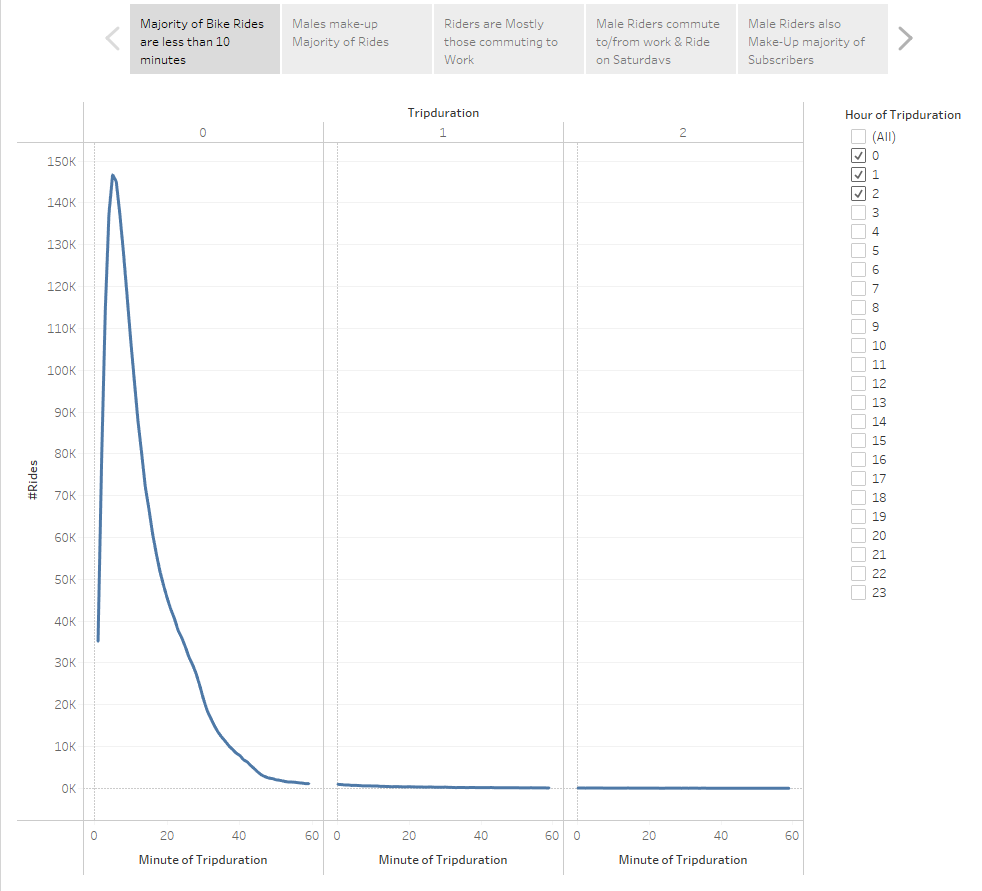 Majority of Bike Rides
are less than 10
minutes
Males make-up
Majority of Rides
Riders are Mostly
those commuting to
Work
Male Riders commute
to/from work & Ride
on Saturdays
Male Riders also
Make-Up majority of
Subscribers
Tripduration
0
1
2
150K
140K
130K
120K
110K
100K
90K
80K
70K
60K
50K
40K
30K
20K
10K
0K
#Rides
0 20 40 60
0 20 40 60
0 20 40 60
Minute of Tripduration
Minute of Tripduration
Minute of Tripduration
Hour of Tripduration
(All)
0
1
2
3
4
5
6
7
8
9
10
11
12
13
14
15
16
17
18
19
20
21
22
23